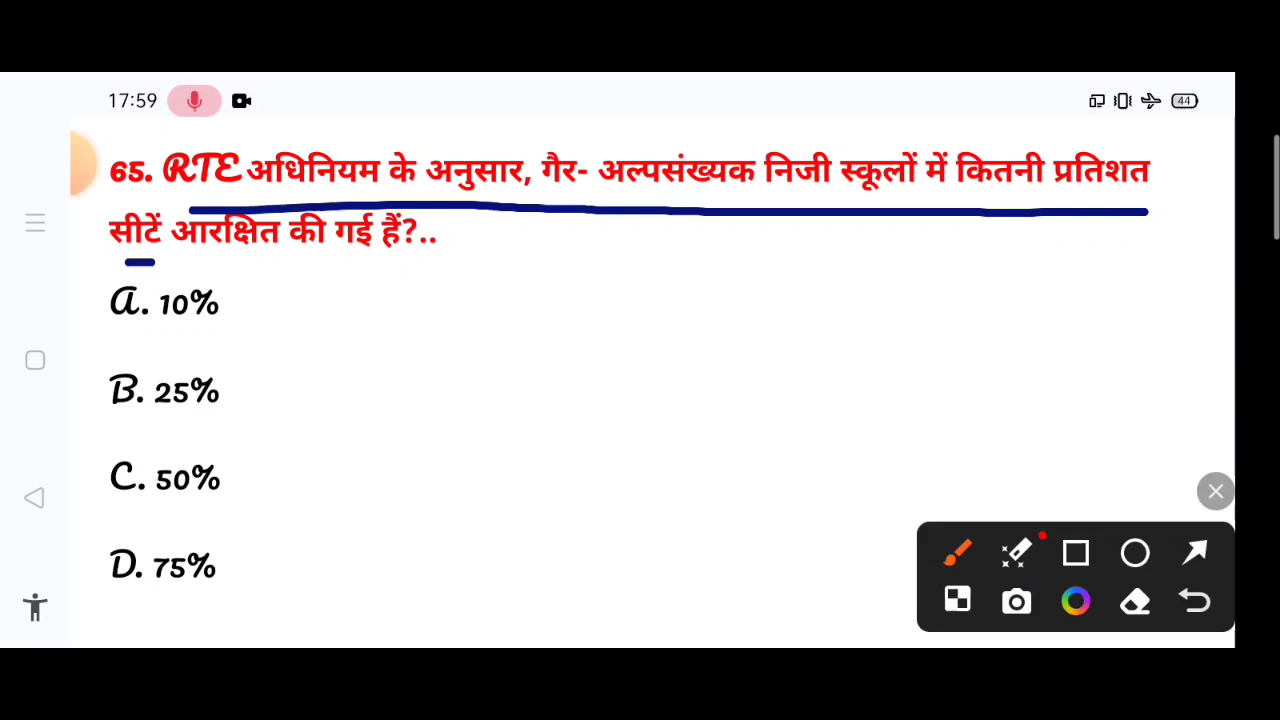 17:59
44
65. RTE अधिनियम के अनुसार, गैर- अल्पसंख्यक निजी स्कूलों में कितनी प्रतिशत
सीटें आरक्षित की गई हैं?..
A. 10%
B. 25%
C. 50%
D. 75%